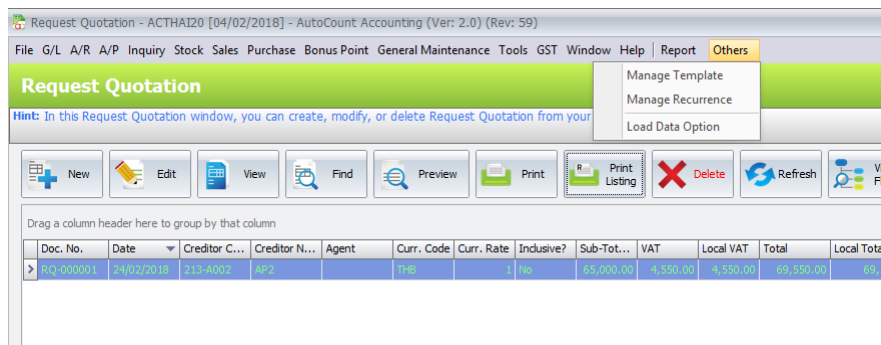 Request Quotation - ACTHAI20 [04/02/2018] - AutoCount Accounting (Ver: 2.0) (Rev: 59)
File G/L A/R A/P Inquiry Stock Sales Purchase Bonus Point General Maintenance Tools GST Window Help Report Others
Manage Template
Manage Recurrence
Load Data Option
Request Quotation
Hint: In this Request Quotation window, you can create, modify, or delete Request Quotation from your
New Edit View Find Preview Print Print Listing Delete Refresh
Drag a column header here to group by that column
Doc. No. Date Creditor C... Creditor N... Agent Curr. Code Curr. Rate Inclusive? Sub-Tot... VAT Local VAT Total Local Tota
RQ-000001 24/02/2018 213-A002 AP2 THB 1 No 65,000.00 4,550.00 4,550.00 69,550.00 69,